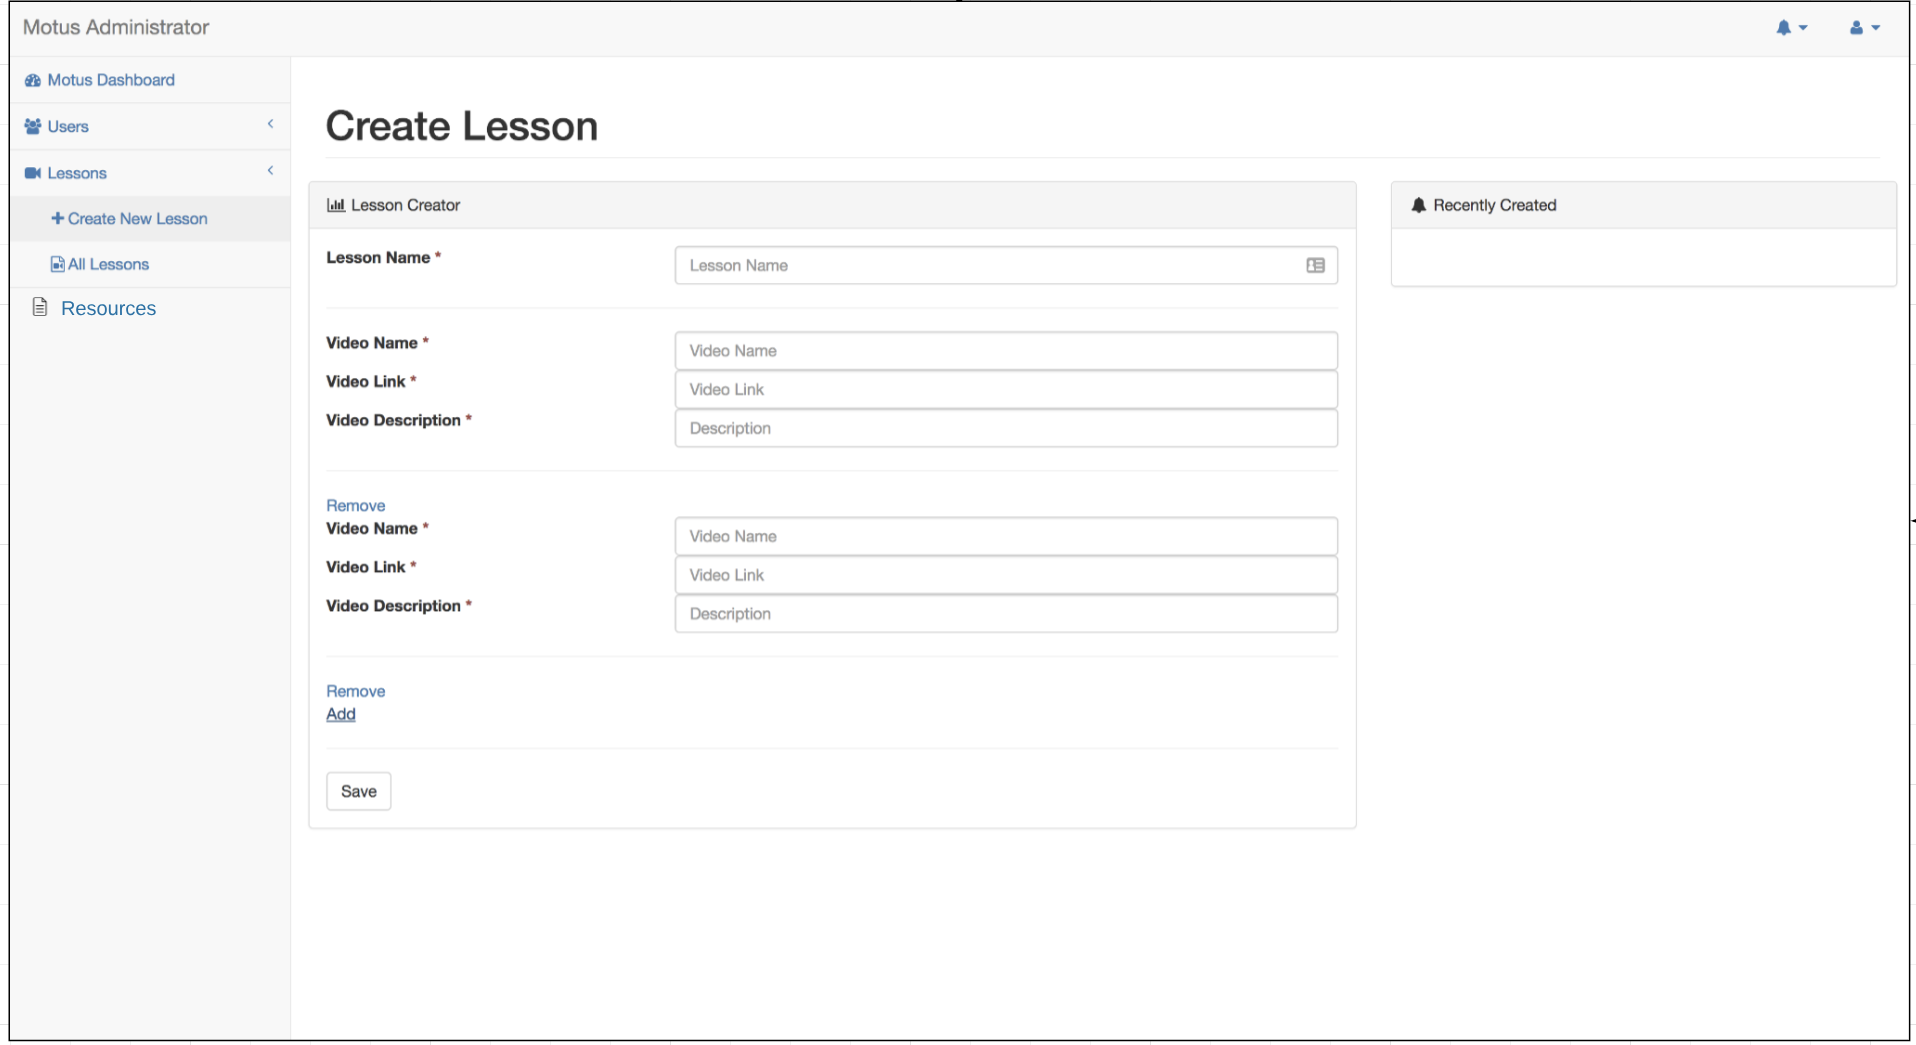 Motus Administrator
Motus Dashboard
Users
Lessons
Create New Lesson
All Lessons
Resources
Create Lesson
Lesson Creator
Lesson Name *
Lesson Name
Video Name *
Video Name
Video Link *
Video Link
Video Description *
Description
Remove
Video Name *
Video Name
Video Link *
Video Link
Video Description *
Description
Remove
Add
Save
Recently Created